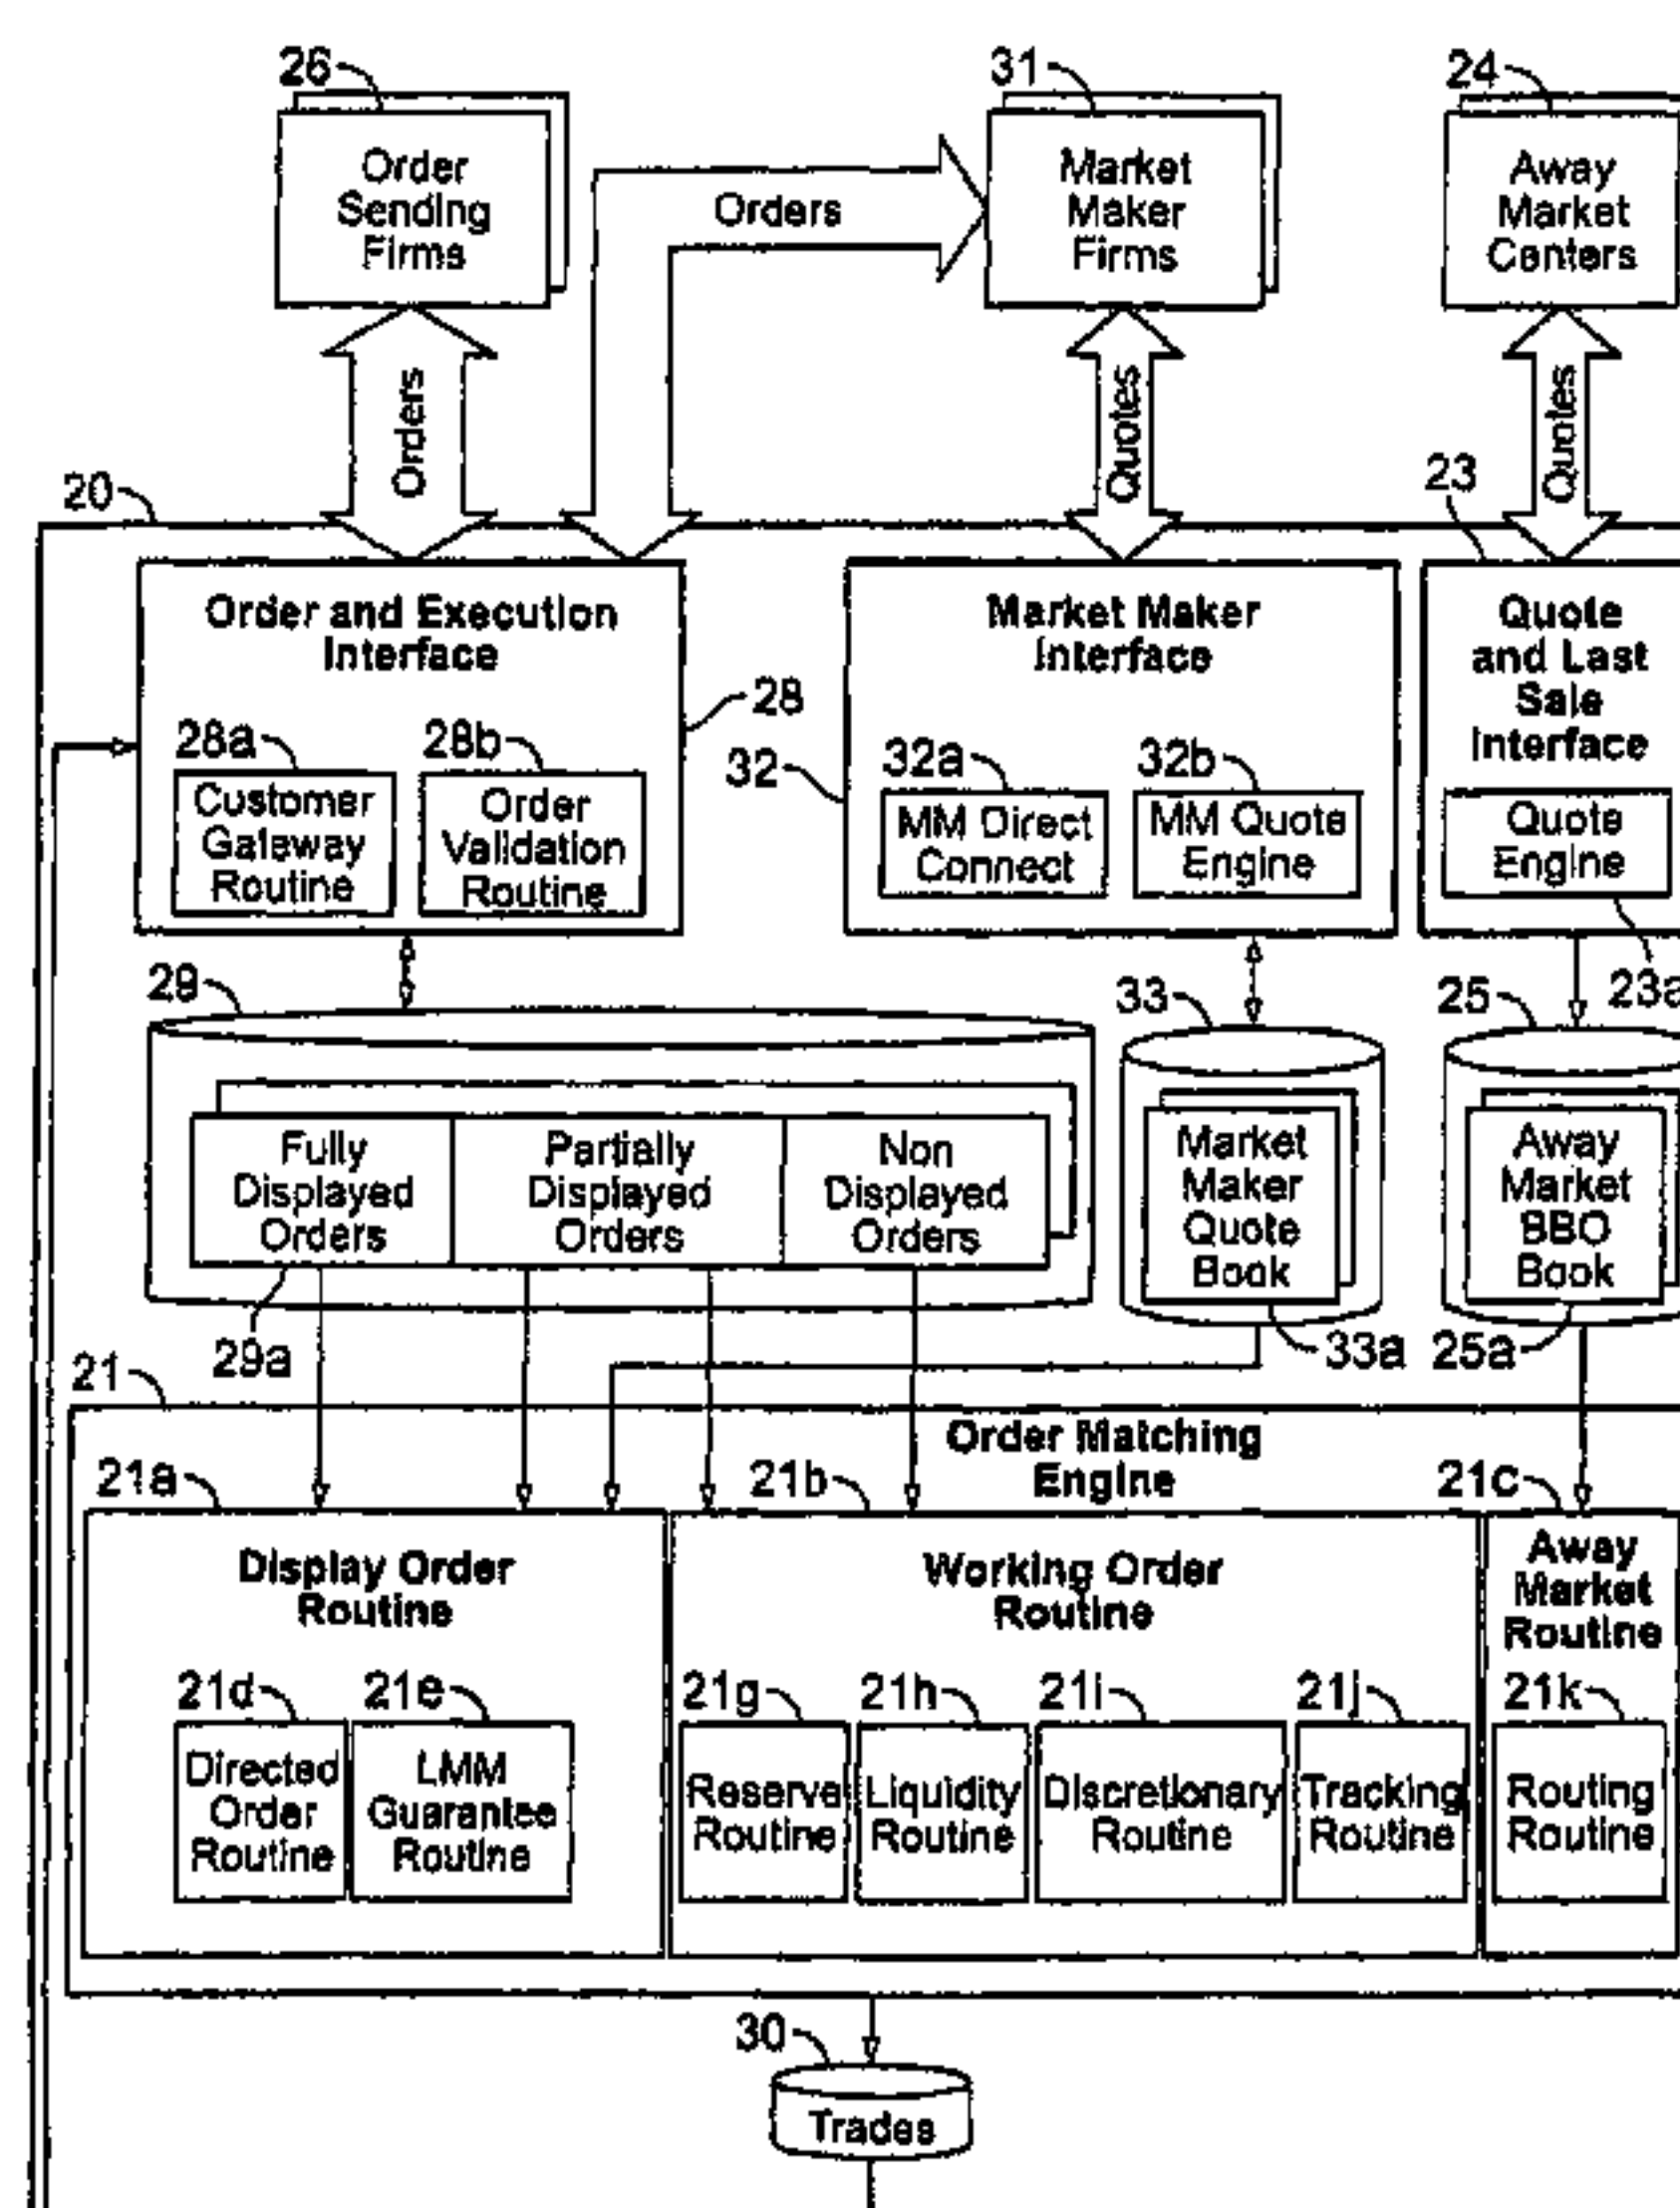 26
31
24
Order
Sending
Firms
Orders
Market
Maker
Firms
Away
Market
Centers
Orders
Quotes
Quotes
20
23
Order and Execution
Interface
Market Maker
Interface
Quote
and Last
Sale
Interface
28
32
28a
28b
32a
32b
Customer
Gateway
Routine
Order
Validation
Routine
MM Direct
Connect
MM Quote
Engine
Quote
Engine
29
33
25
23a
Fully
Displayed
Orders
Partially
Displayed
Orders
Non
Displayed
Orders
Market
Maker
Quote
Book
Away
Market
BBO
Book
29a
33a
25a
21
Order Matching
Engine
21a
21b
21c
Display Order
Routine
Working Order
Routine
Away
Market
Routine
21d
21e
21g
21h
21i
21j
21k
Directed
Order
Routine
LMM
Guarantee
Routine
Reserve
Routine
Liquidity
Routine
Discretionary
Routine
Tracking
Routine
Routing
Routine
30
Trades